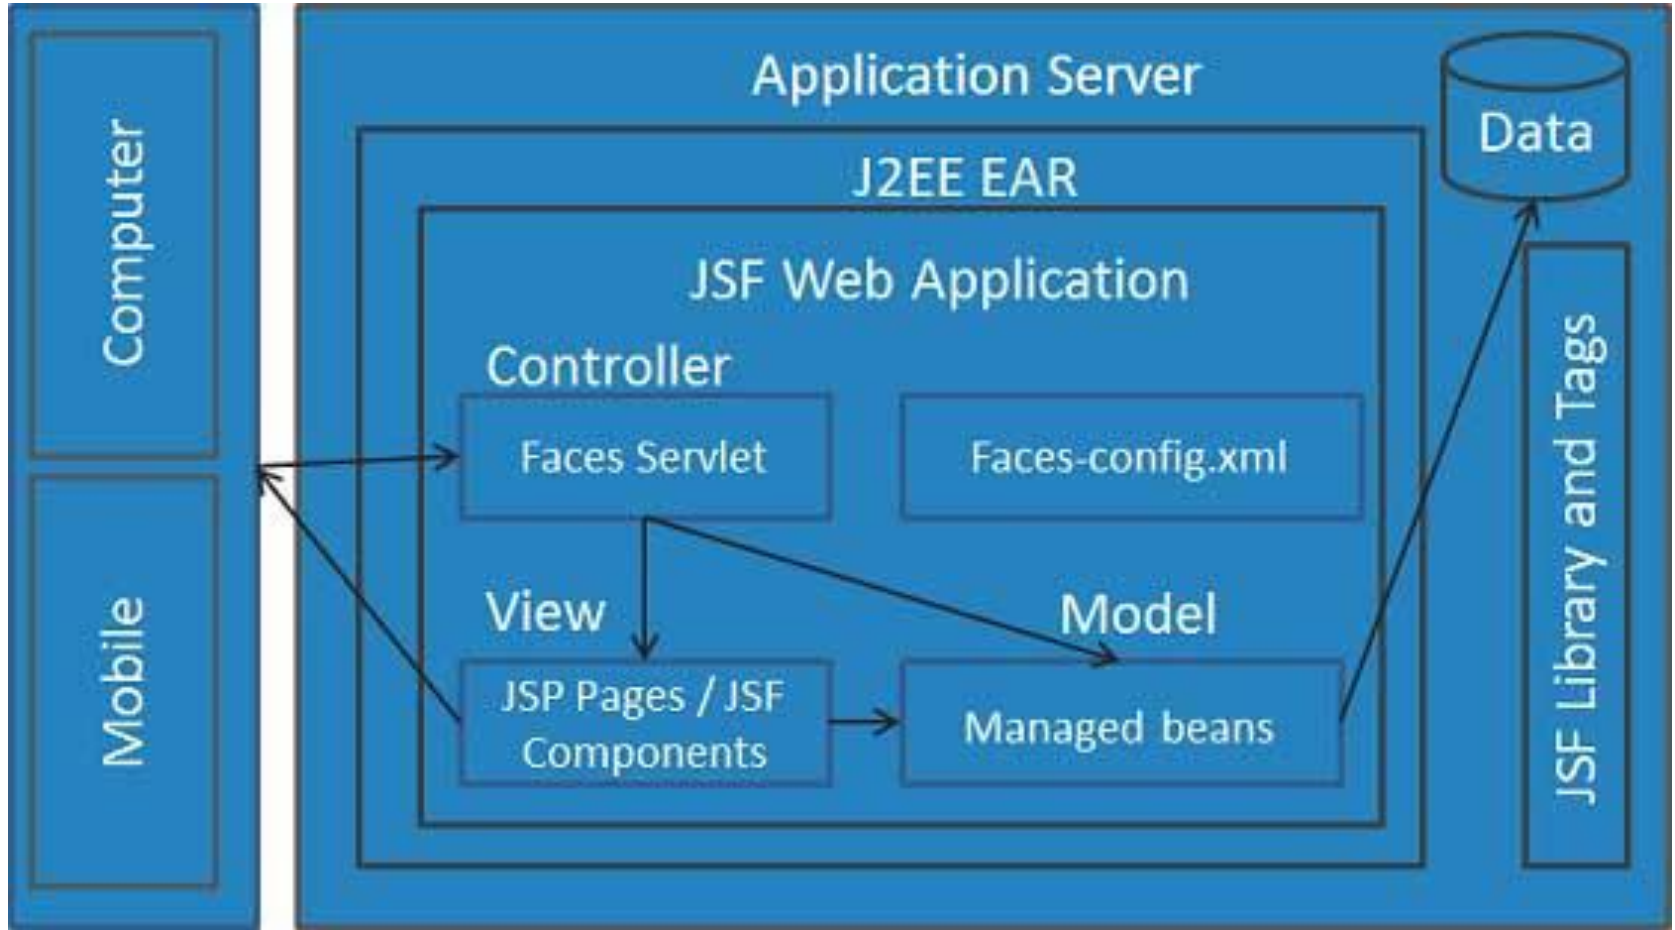 Computer
Mobile
Application Server
Data
J2EE EAR
JSF Web Application
Controller
Faces Servlet
Faces-config.xml
View
Model
JSP Pages / JSF
Components
Managed beans
JSF Library and Tags